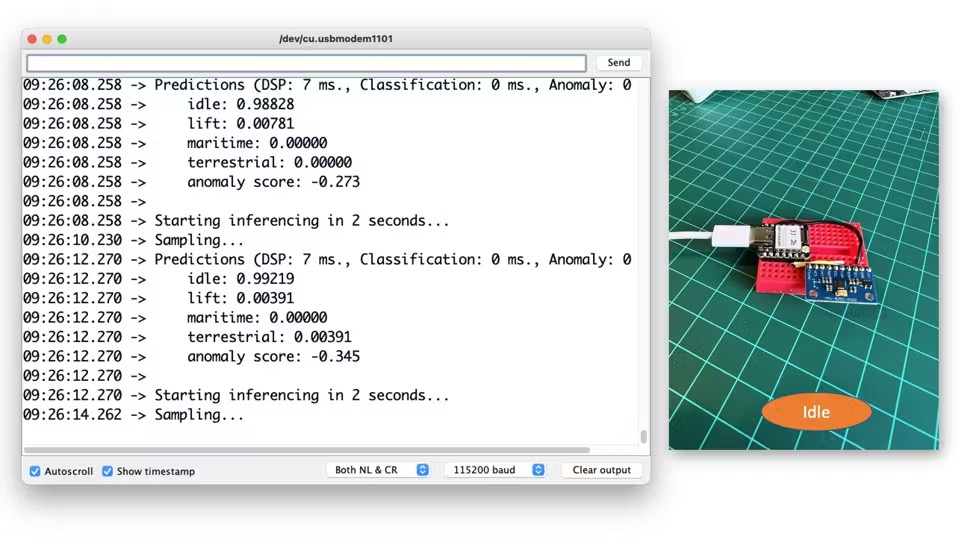 /dev/cu.usbmodem1101
Send
09:26:08.258 -> Predictions (DSP: 7 ms., Classification: 0 ms., Anomaly: 0
09:26:08.258 -> idle: 0.98828
09:26:08.258 -> lift: 0.00781
09:26:08.258 -> maritime: 0.00000
09:26:08.258 -> terrestrial: 0.00000
09:26:08.258 -> anomaly score: -0.273
09:26:08.258 ->
09:26:08.258 -> Starting inferencing in 2 seconds...
09:26:10.230 -> Sampling...
09:26:12.270 -> Predictions (DSP: 7 ms., Classification: 0 ms., Anomaly: 0
09:26:12.270 -> idle: 0.99219
09:26:12.270 -> lift: 0.00391
09:26:12.270 -> maritime: 0.00000
09:26:12.270 -> terrestrial: 0.00391
09:26:12.270 -> anomaly score: -0.345
09:26:12.270 ->
09:26:12.270 -> Starting inferencing in 2 seconds...
09:26:14.262 -> Sampling...
Autoscroll Show timestamp Both NL & CR 115200 baud Clear output
Idle